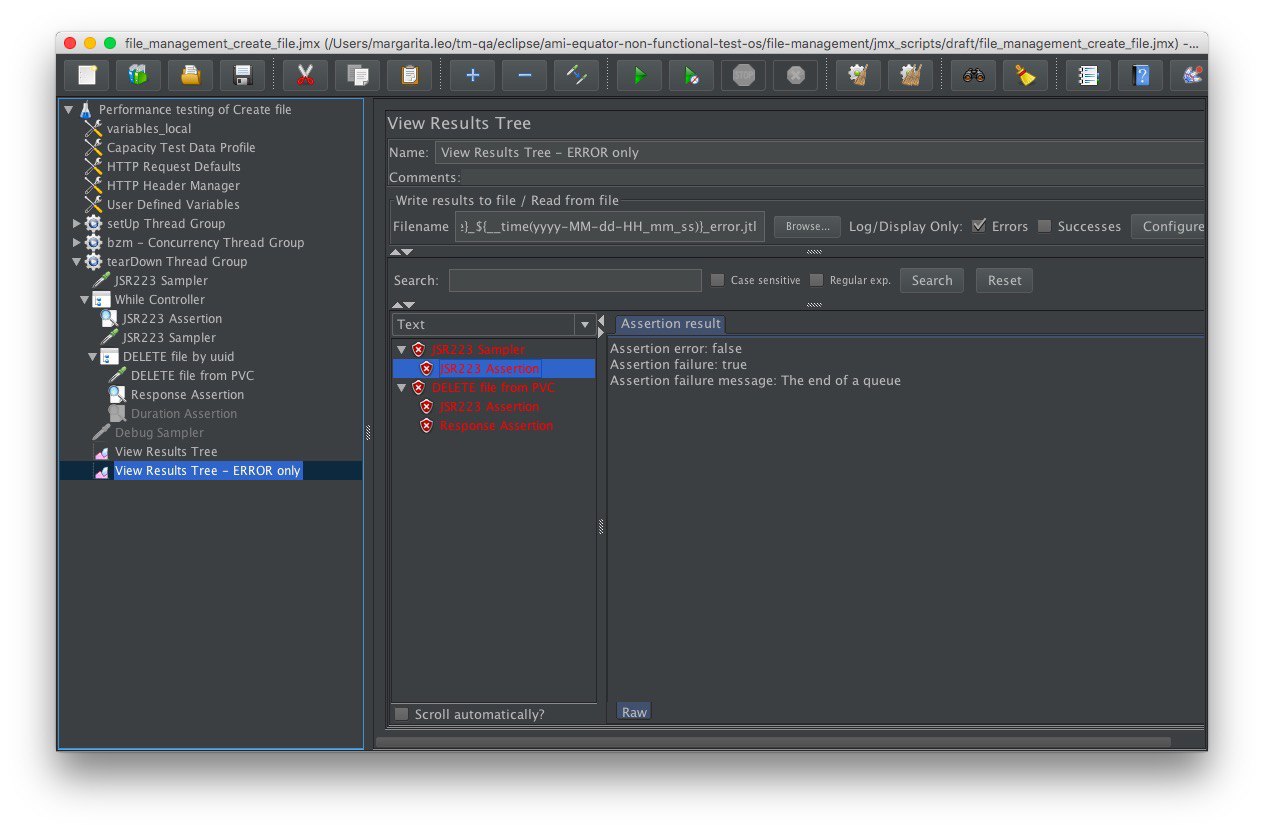 file_management_create_file.jmx (/Users/margarita.leo/tm-qa/eclipse/ami-equator-non-functional-test-os/file-management/jmx_scripts/draft/file_management_create_file.jmx) -...
STOP
Performance testing of Create file
variables_local
Capacity Test Data Profile
HTTP Request Defaults
HTTP Header Manager
User Defined Variables
setUp Thread Group
bzm - Concurrency Thread Group
tearDown Thread Group
JSR223 Sampler
While Controller
JSR223 Assertion
JSR223 Sampler
DELETE file by uuid
DELETE file from PVC
Response Assertion
Duration Assertion
Debug Sampler
View Results Tree
View Results Tree - ERROR only
View Results Tree
Name: View Results Tree - ERROR only
Comments:
Write results to file / Read from file
Filename :}_${__time(yyyy-MM-dd-HH_mm_ss)}_error.jtl Browse... Log/Display Only: Errors Successes Configure
Search: Case sensitive Regular exp. Search Reset
Text
JSR223 Sampler
JSR223 Assertion
DELETE file from PVC
JSR223 Assertion
Response Assertion
Scroll automatically?
Assertion result
Assertion error: false
Assertion failure: true
Assertion failure message: The end of a queue
Raw